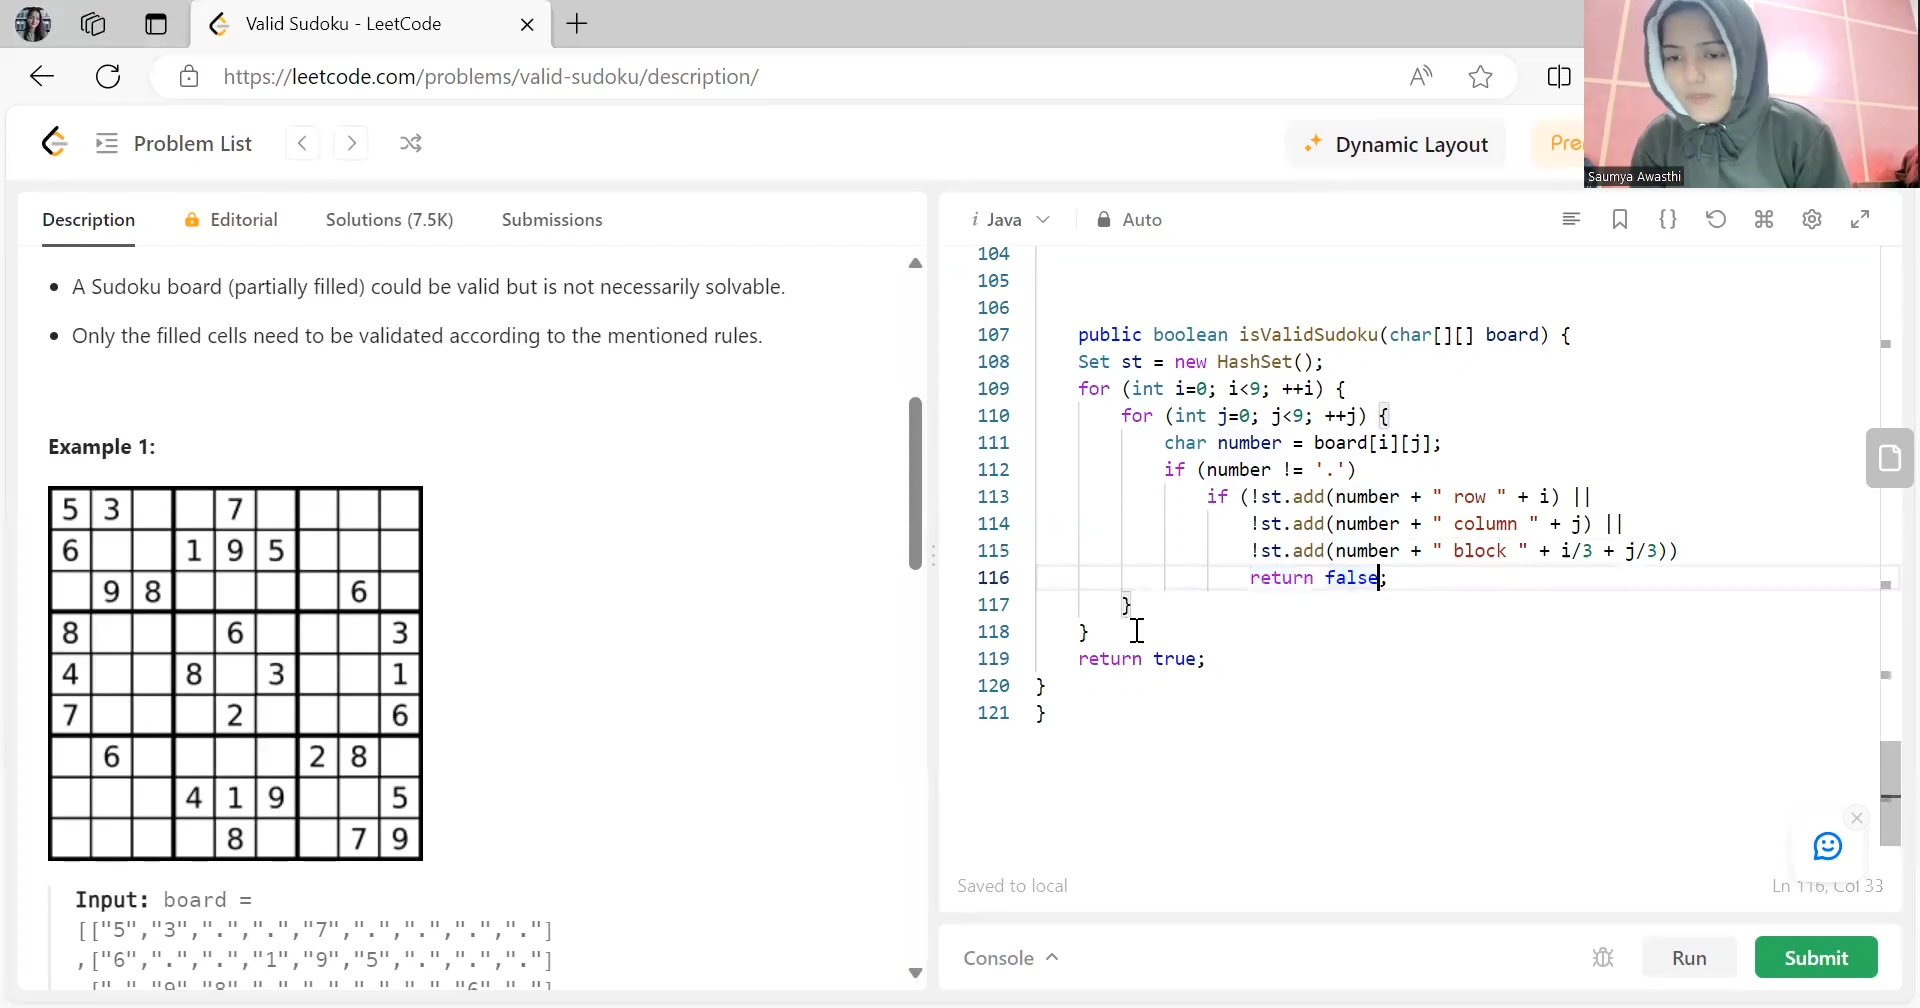 Valid Sudoku - LeetCode
https://leetcode.com/problems/valid-sudoku/description/
Saumya Awasthi
Problem List
Dynamic Layout
Pre
Description
Editorial
Solutions (7.5K)
Submissions
A Sudoku board (partially filled) could be valid but is not necessarily solvable.
Only the filled cells need to be validated according to the mentioned rules.
Example 1:
5 3 7
6 1 9 5
9 8 6
8 6 3
4 8 3 1
7 2 6
6 2 8
4 1 9 5
8 7 9
Input: board =
[["5","3",".",".","7",".",".",".","."]
,["6",".",".","1","9","5",".",".","."]
i Java
Auto
104
105
106
107 public boolean isValidSudoku(char[][] board) {
108 Set st = new HashSet();
109 for (int i=0; i<9; ++i) {
110 for (int j=0; j<9; ++j) {
111 char number = board[i][j];
112 if (number != '.')
113 if (!st.add(number + " row " + i) ||
114 !st.add(number + " column " + j) ||
115 !st.add(number + " block " + i/3 + j/3))
116 return false;
117 }
118 }
119 return true;
120 }
121 }
Saved to local
Ln 116, Col 33
Console
Run
Submit